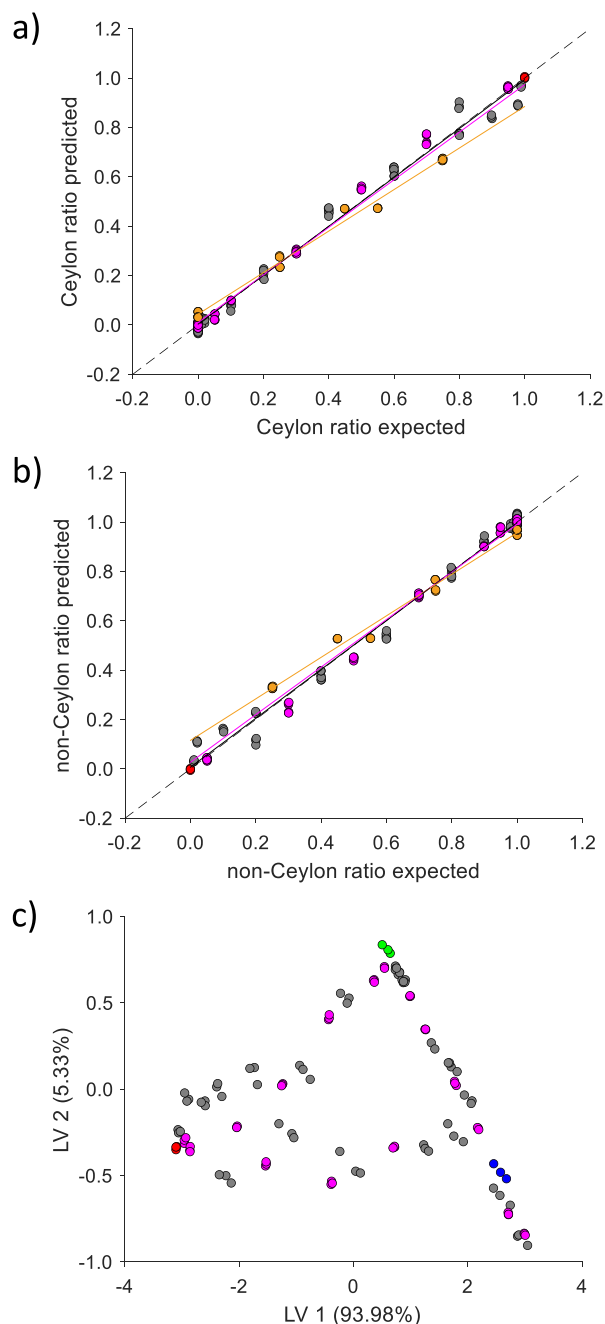 a)
1.2
1.0
0.8
0.6
0.4
0.2
0.0
-0.2
Ceylon ratio predicted
-0.2 0.0 0.2 0.4 0.6 0.8 1.0 1.2
Ceylon ratio expected
b)
1.2
1.0
0.8
0.6
0.4
0.2
0.0
-0.2
non-Ceylon ratio predicted
-0.2 0.0 0.2 0.4 0.6 0.8 1.0 1.2
non-Ceylon ratio expected
c)
1.0
0.5
0.0
-0.5
-1.0
LV 2 (5.33%)
-4 -2 0 2 4
LV 1 (93.98%)